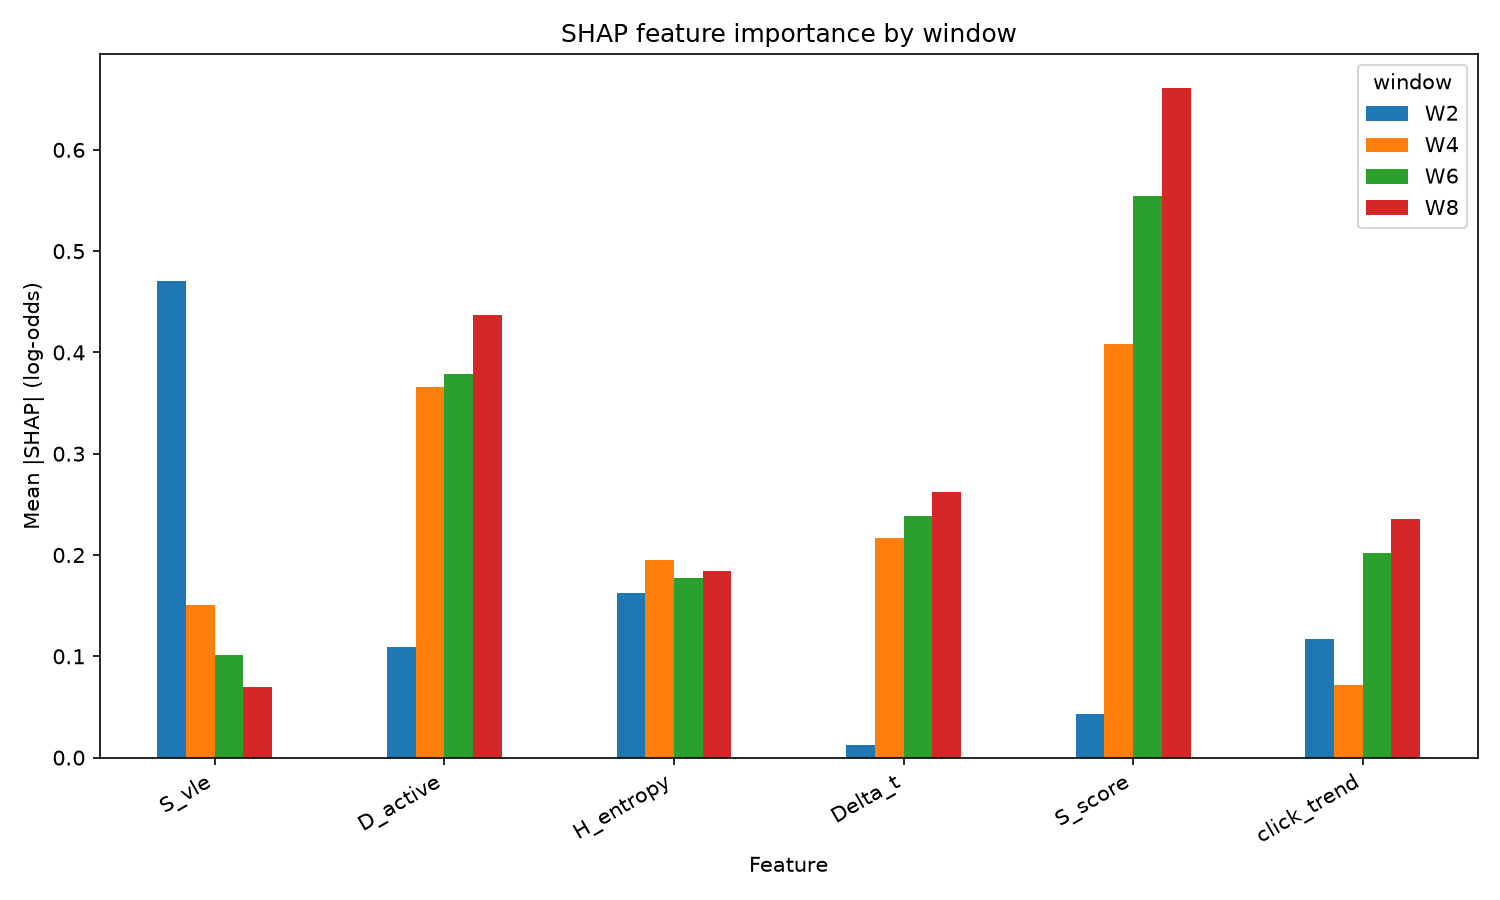 SHAP feature importance by window
window
W2
W4
W6
W8
Mean |SHAP| (log-odds)
0.6
0.5
0.4
0.3
0.2
0.1
0.0
S_vle
D_active
H_entropy
Delta_t
S_score
click_trend
Feature